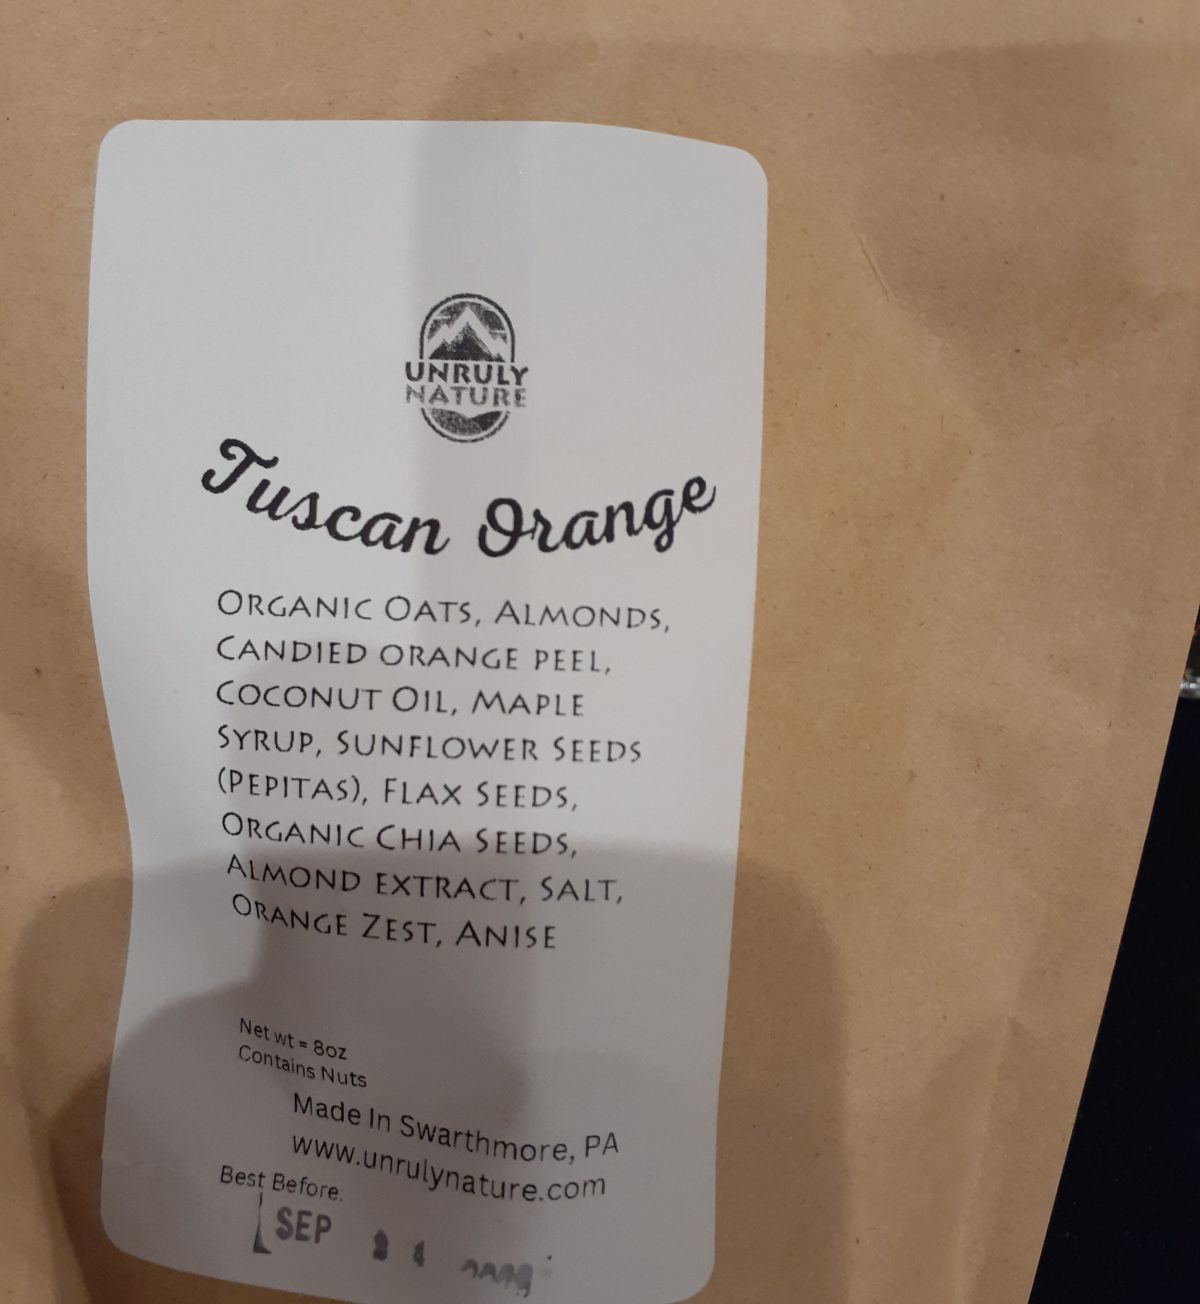 UNRULY
NATURE
Tuscan Orange
Organic Oats, Almonds,
Candied orange peel,
Coconut Oil, Maple
Syrup, Sunflower Seeds
(Pepitas), Flax Seeds,
Organic Chia Seeds,
Almond extract, Salt,
Orange Zest, Anise
Net wt = 8oz
Contains Nuts
Made In Swarthmore, PA
www.unrulynature.com
Best Before:
SEP